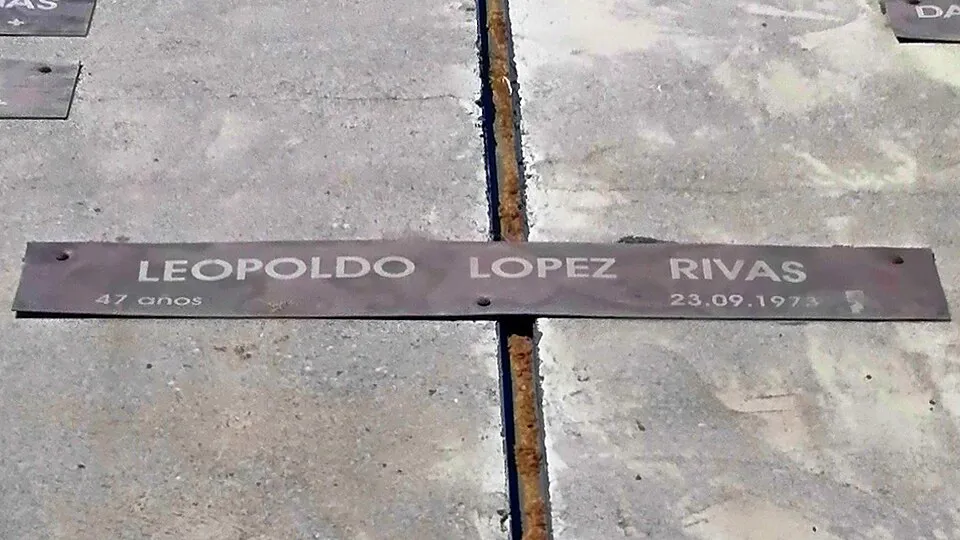 LEOPOLDO LOPEZ RIVAS
47 anos 23.09.1973